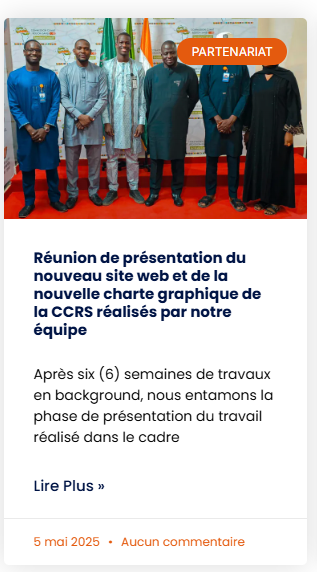 PARTENARIAT
Réunion de présentation du
nouveau site web et de la
nouvelle charte graphique de
la CCRS réalisés par notre
équipe
Après six (6) semaines de travaux
en background, nous entamons la
phase de présentation du travail
réalisé dans le cadre
Lire Plus »
5 mai 2025 • Aucun commentaire